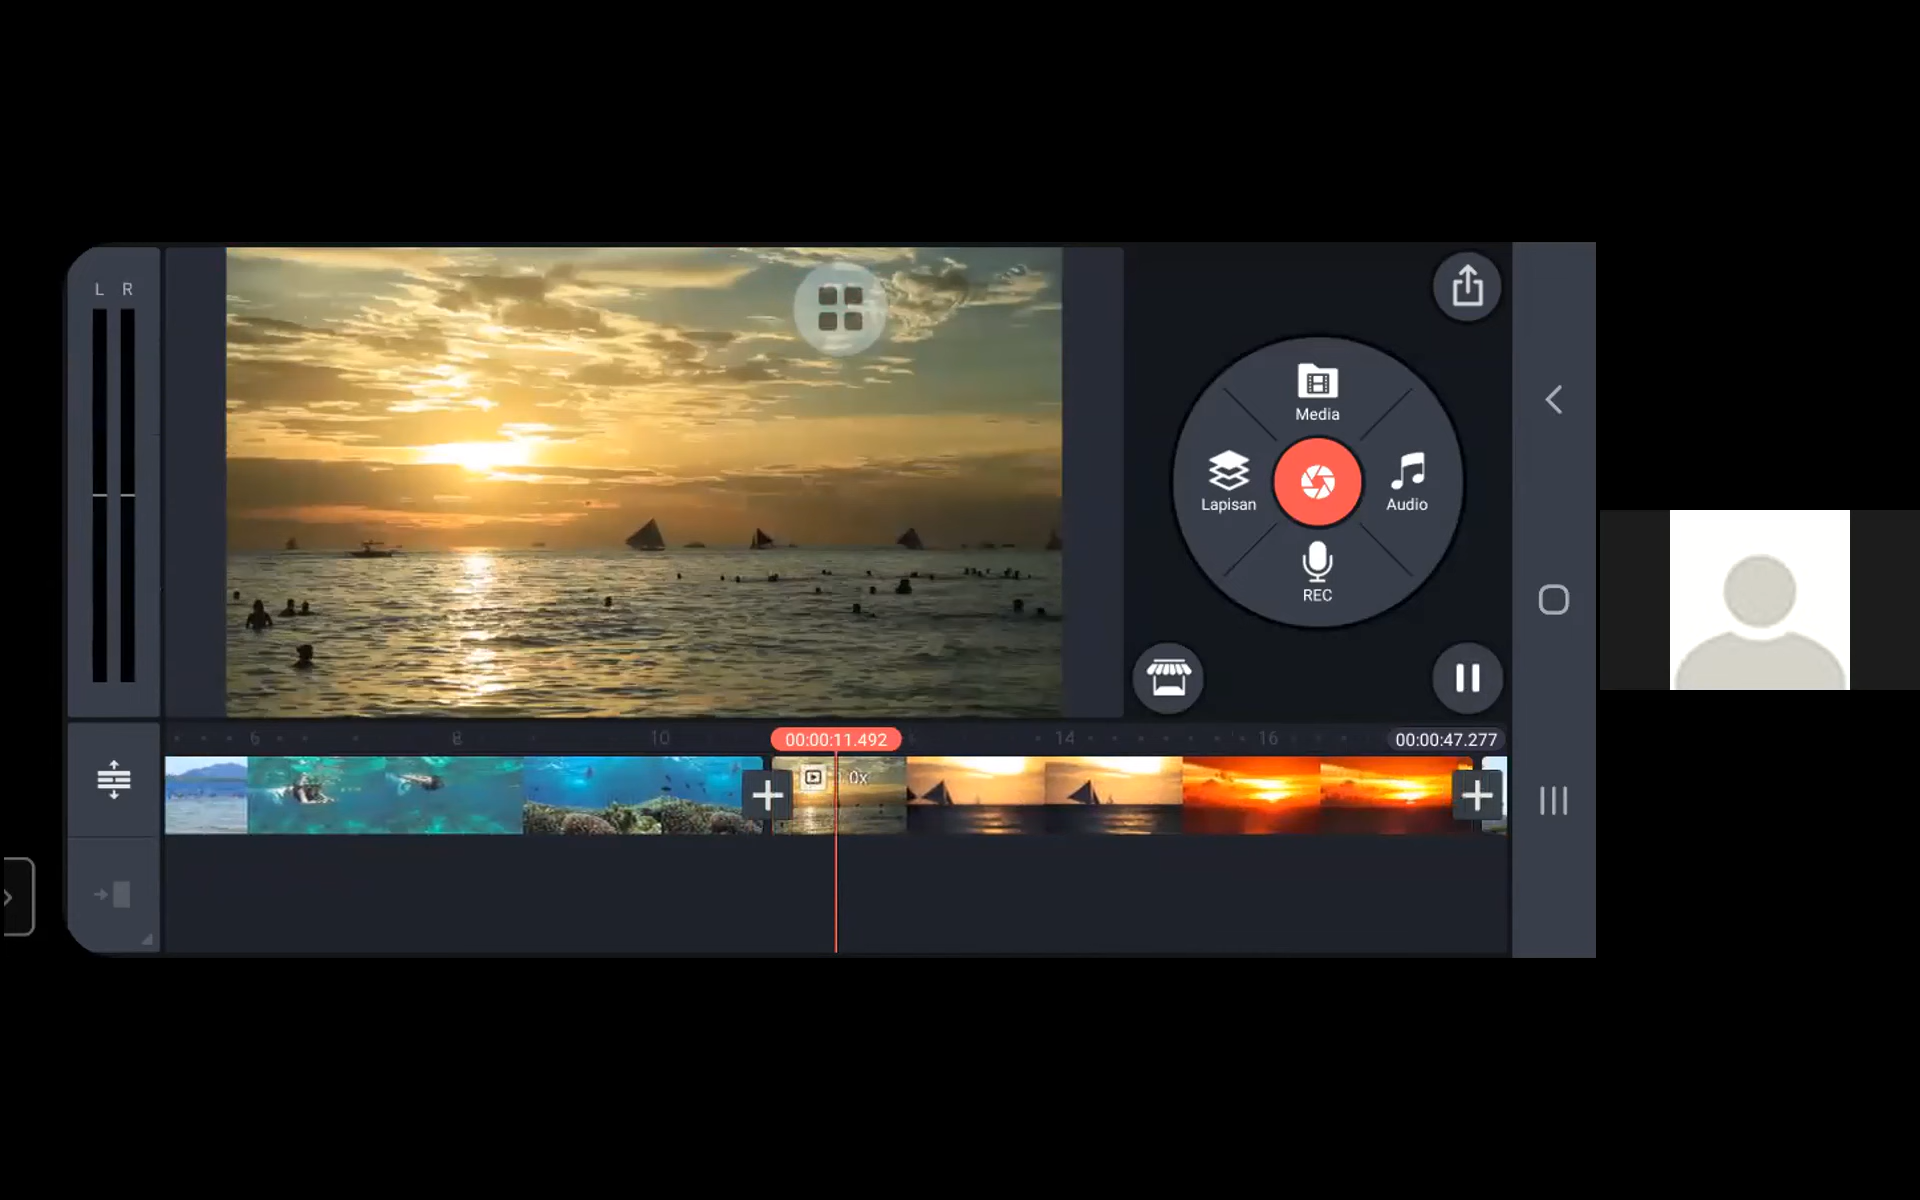 L R
Media
Lapisan
Audio
REC
6
8
10
00:00:11.492
14
16
00:00:47.277
.0x